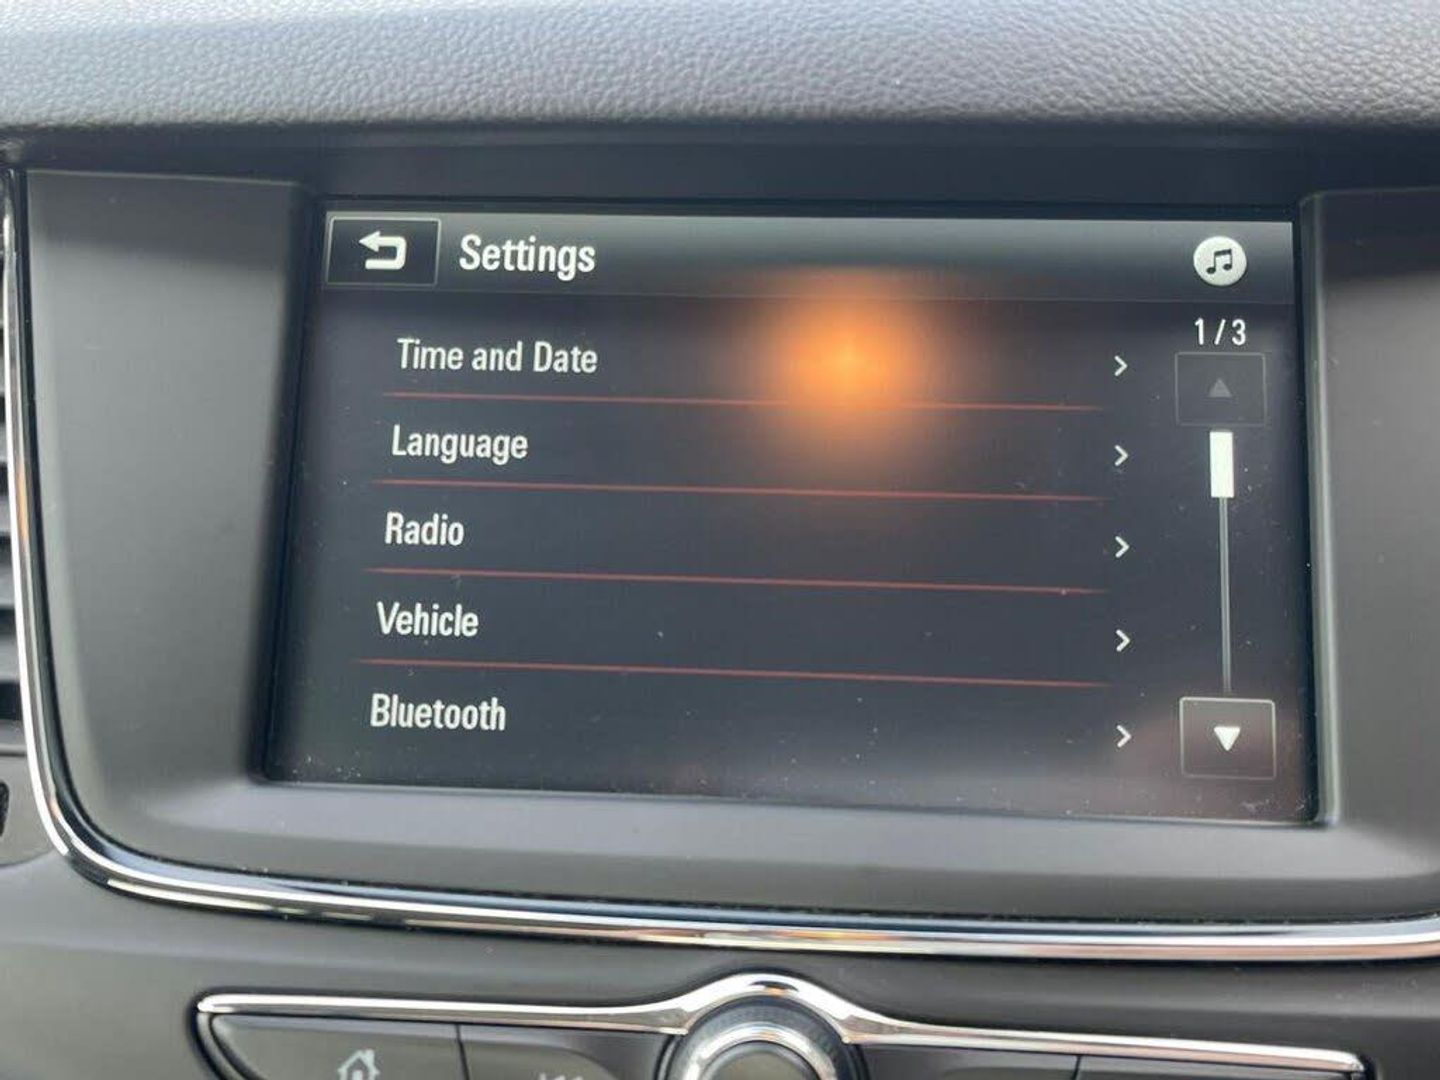 Settings
1/3
Time and Date
Language
Radio
Vehicle
Bluetooth